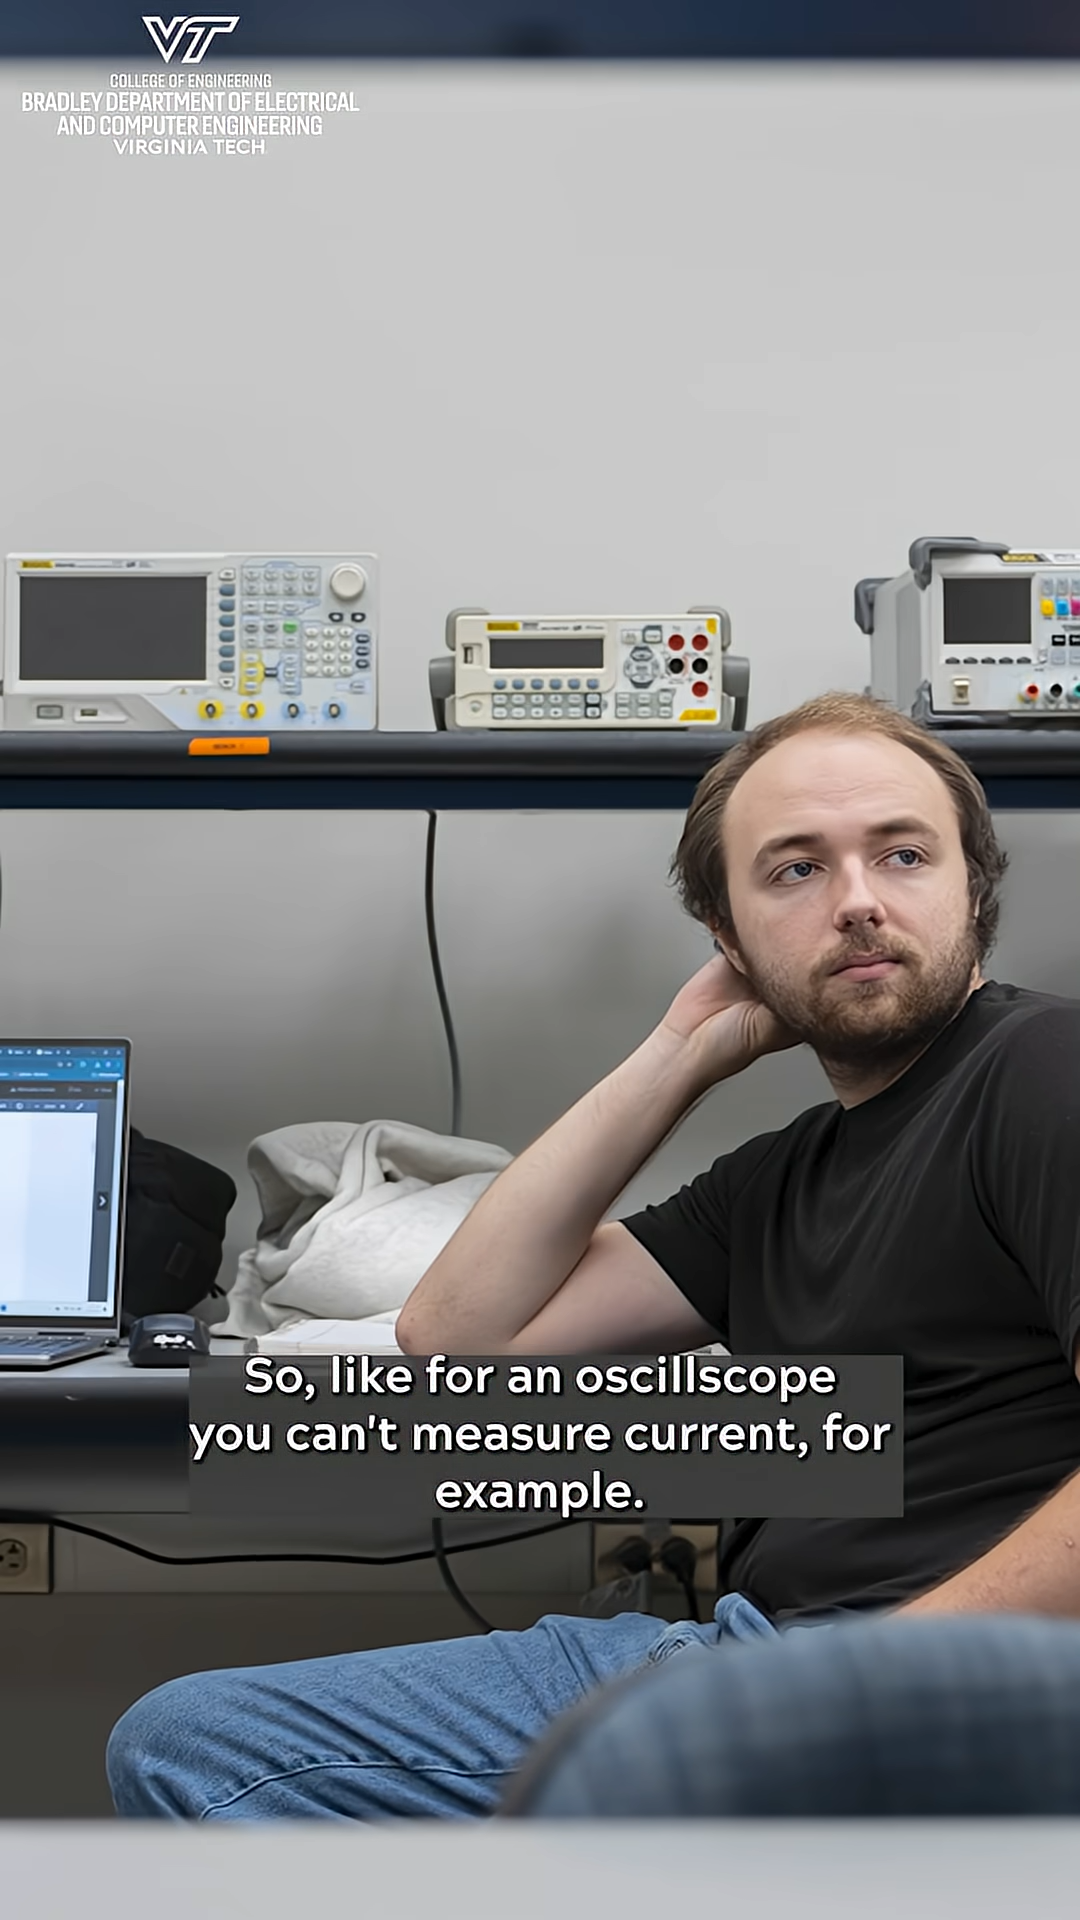 VT
COLLEGE OF ENGINEERING
BRADLEY DEPARTMENT OF ELECTRICAL
AND COMPUTER ENGINEERING
VIRGINIA TECH
So, like for an oscillscope
you can't measure current, for
example.